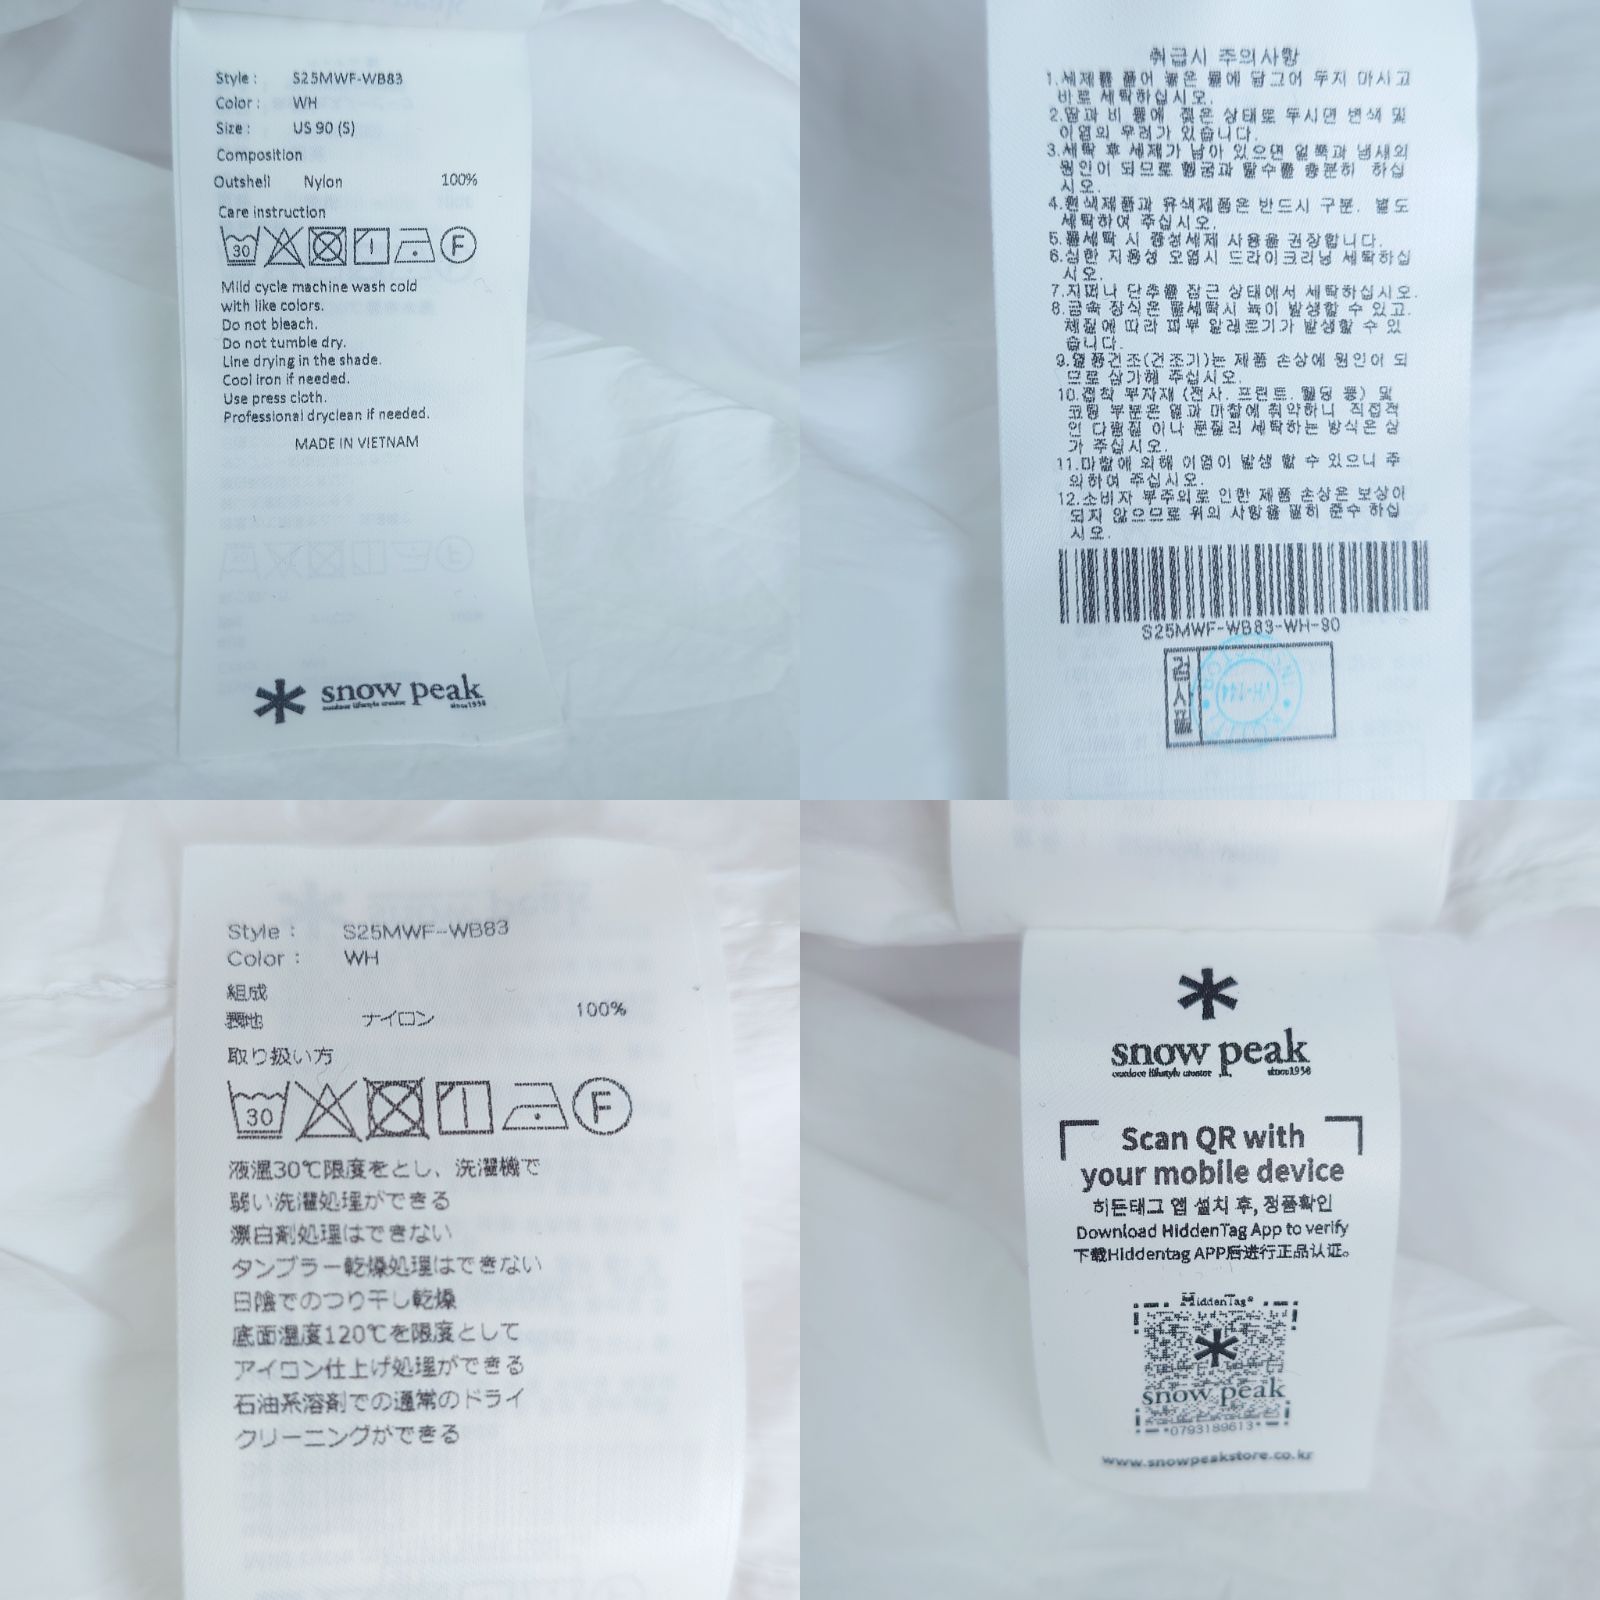 Style : S25MWF-WB83
Color : WH
Size : US 90 (S)
Composition
Outshell Nylon 100%
Care instruction
30 F
Mild cycle machine wash cold
with like colors.
Do not bleach.
Do not tumble dry.
Line drying in the shade.
Cool iron if needed.
Use press cloth.
Professional dryclean if needed.
MADE IN VIETNAM
snow peak
outdoor lifestyle creator since1958
취급시 주의사항
1.세제를 풀어 놓은 물에 담그어 두지 마시고
바로 세탁하십시오.
2.땀과 비 등에 젖은 상태로 두시면 변색 및
이염의 우려가 있습니다.
3.세탁 후 세제가 남아 있으면 얼룩과 냄새의
원인이 되므로 헹굼과 탈수를 충분히 하십
시오.
4.흰색제품과 유색제품은 반드시 구분, 별도
세탁하여 주십시오.
5.물세탁 시 중성세제 사용을 권장합니다.
6.심한 지용성 오염시 드라이크리닝 세탁하십
시오.
7.지퍼나 단추를 잠근 상태에서 세탁하십시오.
8.금속 장식은 물세탁시 녹이 발생할 수 있고,
체질에 따라 피부 알레르기가 발생할 수 있
습니다.
9.열풍건조(건조기)는 제품 손상에 원인이 되
므로 삼가해 주십시오.
10.접착 부자재 (전사, 프린트, 웰딩 등) 및
코팅 부분은 열과 마찰에 취약하니 직접적
인 다림질 이나 문질러 세탁하는 방식은 삼
가 주십시오.
11.마찰에 의해 이염이 발생 할 수 있으니 주
의하여 주십시오.
12.소비자 부주의로 인한 제품 손상은 보상이
되지 않으므로 위의 사항을 필히 준수 하십
시오.
S25MWF-WB83-WH-90
검사필
Style : S25MWF-WB83
Color : WH
組成
表地 ナイロン 100%
取り扱い方
30 F
液温30℃限度をとし、洗濯機で
弱い洗濯処理ができる
漂白剤処理はできない
タンブラー乾燥処理はできない
日陰でのつり干し乾燥
底面温度120℃を限度として
アイロン仕上げ処理ができる
石油系溶剤での通常のドライ
クリーニングができる
snow peak
outdoor lifestyle creator since1958
Scan QR with
your mobile device
히든태그 앱 설치 후, 정품확인
Download HiddenTag App to verify
下载Hiddentag APP后进行正品认证。
HiddenTag®
snow peak
*0793189613*
www.snowpeakstore.co.kr